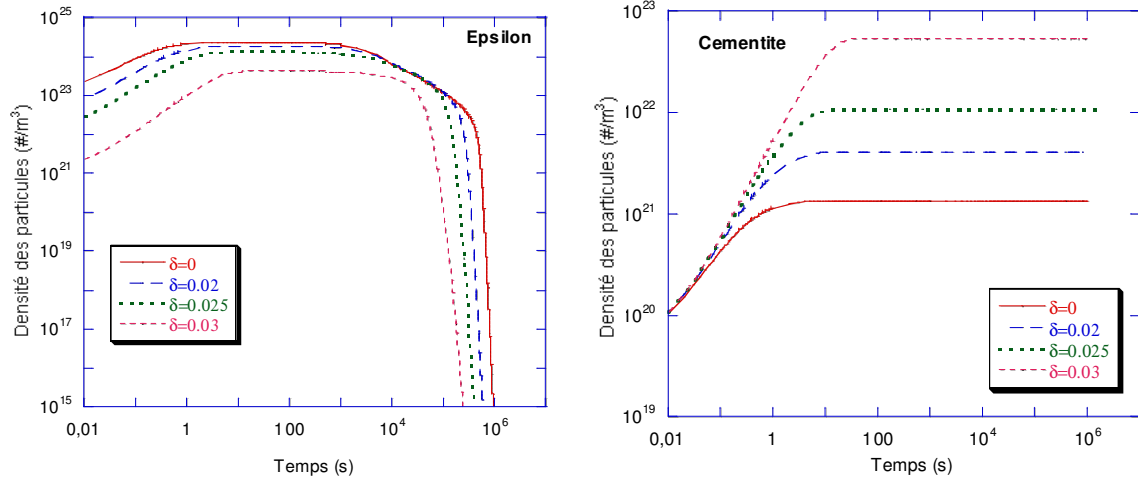 10^25
10^23
10^21
10^19
10^17
10^15
Densité des particules (#/m^3)
Epsilon
δ=0
δ=0.02
δ=0.025
δ=0.03
0,01
1
100
10^4
10^6
Temps (s)
10^23
10^22
10^21
10^20
10^19
Densité des particules (#/m^3)
Cementite
δ=0
δ=0.02
δ=0.025
δ=0.03
0,01
1
100
10^4
10^6
Temps (s)